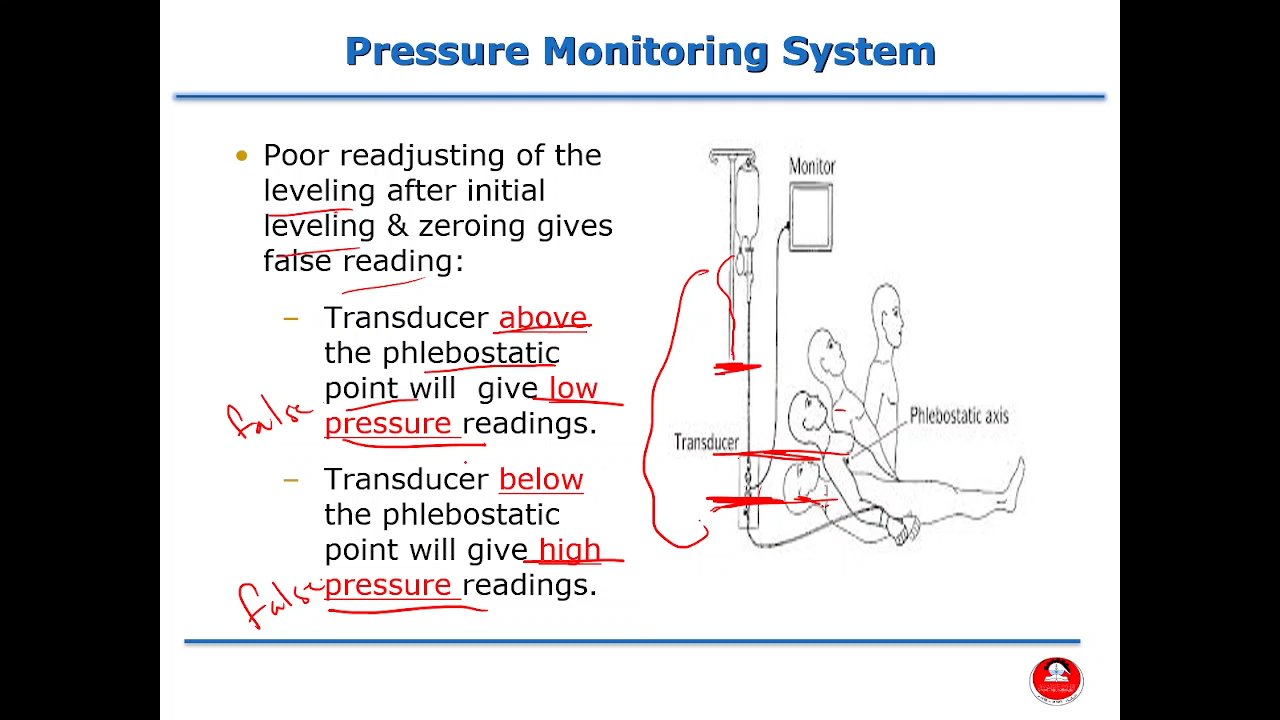 Pressure Monitoring System
• Poor readjusting of the
leveling after initial
leveling & zeroing gives
false reading:
– Transducer above
the phlebostatic
point will give low
False
pressure readings.
– Transducer below
the phlebostatic
point will give high
False
pressure readings.
Monitor
Phlebostatic axis
Transducer